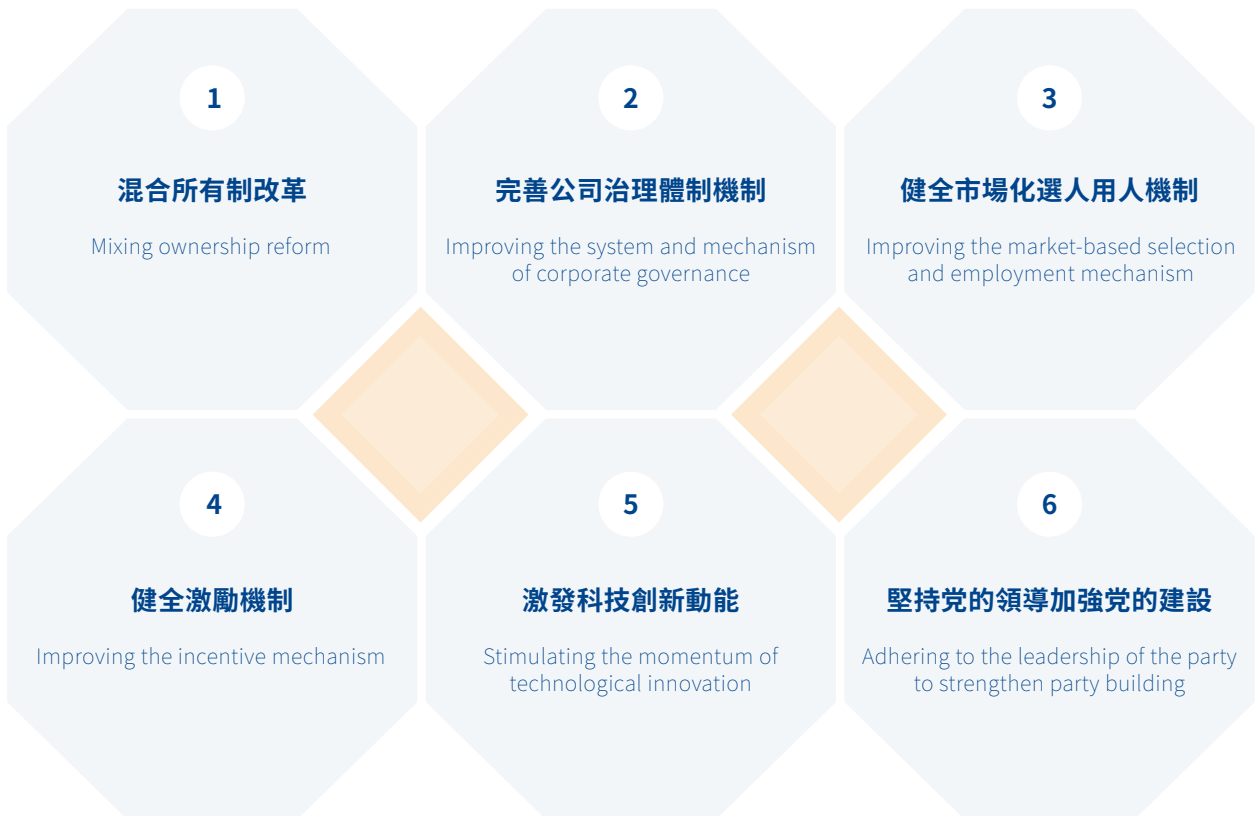 1
混合所有制改革
Mixing ownership reform
2
完善公司治理體制機制
Improving the system and mechanism
of corporate governance
3
健全市場化選人用人機制
Improving the market-based selection
and employment mechanism
4
健全激勵機制
Improving the incentive mechanism
5
激發科技創新動能
Stimulating the momentum of
technological innovation
6
堅持党的領導加強党的建設
Adhering to the leadership of the party
to strengthen party building